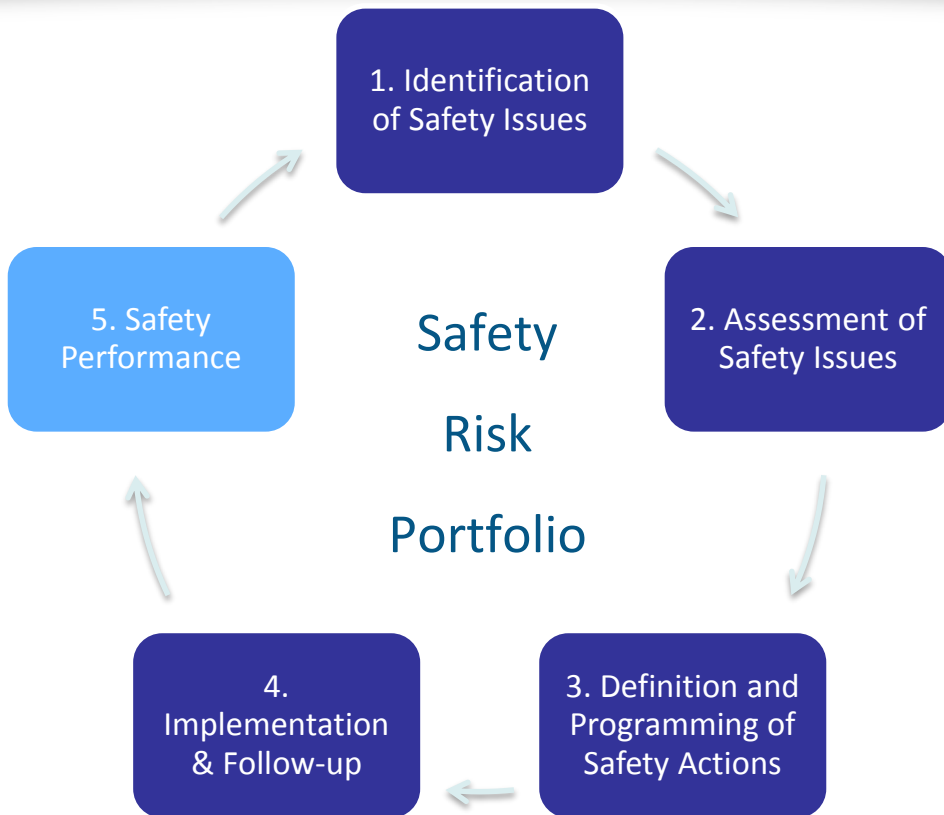 1. Identification
of Safety Issues
5. Safety
Performance
Safety
Risk
Portfolio
2. Assessment of
Safety Issues
4.
Implementation
& Follow-up
3. Definition and
Programming of
Safety Actions